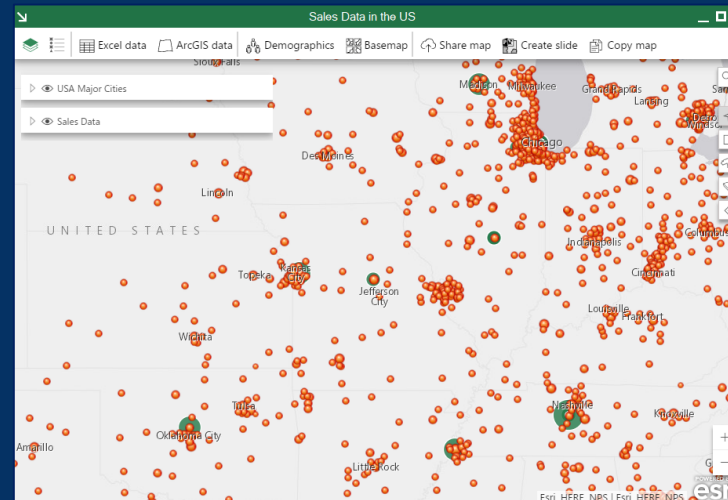 Sales Data in the US
Excel data
ArcGIS data
Demographics
Basemap
Share map
Create slide
Copy map
Sioux Falls
USA Major Cities
Sales Data
Madison
Milwaukee
Grand Rapids
Lansing
Chicago
Des Moines
Lincoln
UNITED STATES
Indianapolis
Columbus
Topeka
Kansas
City
Cincinnati
Jefferson
City
Louisville
Frankfort
Wichita
Nashville
Knoxville
Tulsa
Oklahoma City
Amarillo
Little Rock
Esri, HERE, NPS | Esri, HERE, NPS
esri